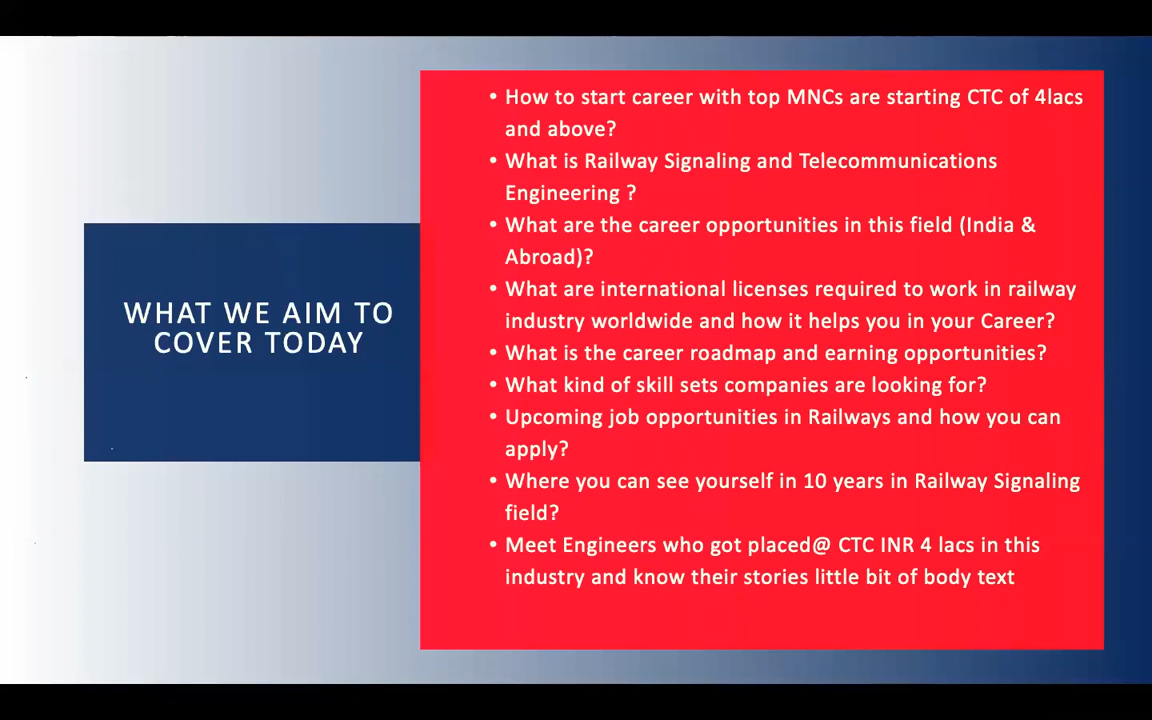 WHAT WE AIM TO
COVER TODAY
• How to start career with top MNCs are starting CTC of 4lacs
and above?
• What is Railway Signaling and Telecommunications
Engineering ?
• What are the career opportunities in this field (India &
Abroad)?
• What are international licenses required to work in railway
industry worldwide and how it helps you in your Career?
• What is the career roadmap and earning opportunities?
• What kind of skill sets companies are looking for?
• Upcoming job opportunities in Railways and how you can
apply?
• Where you can see yourself in 10 years in Railway Signaling
field?
• Meet Engineers who got placed@ CTC INR 4 lacs in this
industry and know their stories little bit of body text